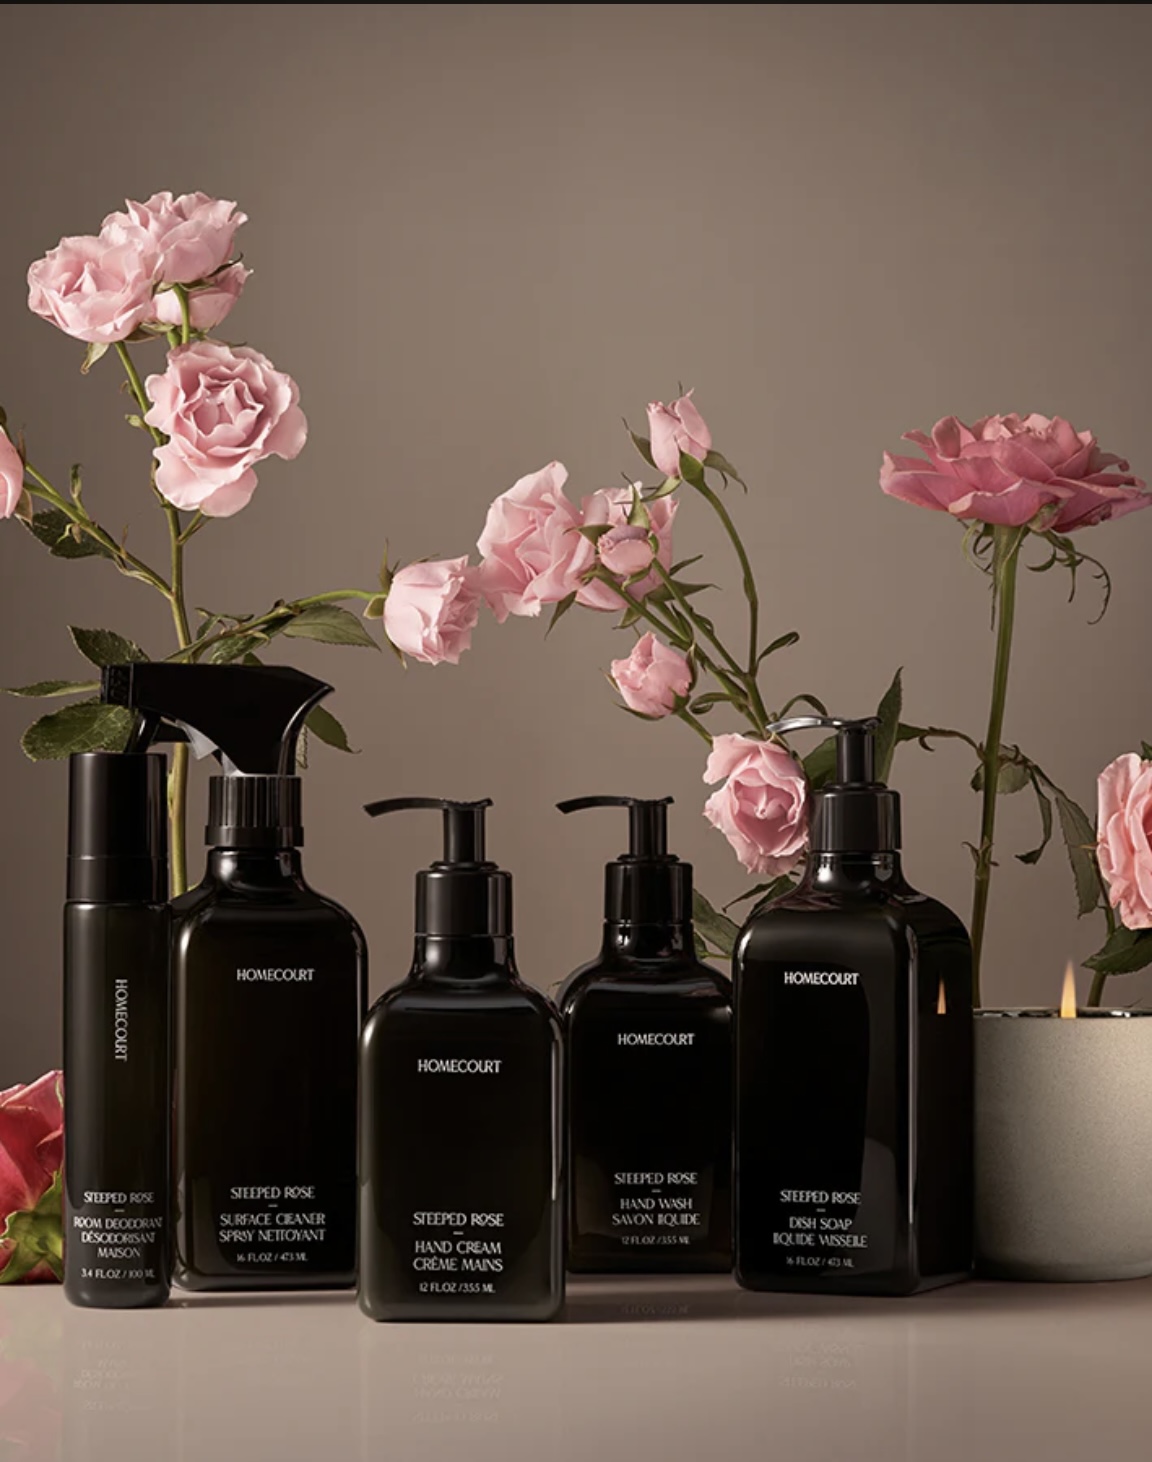 HOMECOURT
STEEPED ROSE
ROOM DEODORANT
DÉSODORISANT
MAISON
3.4 FL.OZ / 100 ML
HOMECOURT
STEEPED ROSE
SURFACE CLEANER
SPRAY NETTOYANT
16 FL.OZ / 473 ML
HOMECOURT
STEEPED ROSE
HAND CREAM
CRÈME MAINS
12 FL.OZ / 355 ML
HOMECOURT
STEEPED ROSE
HAND WASH
SAVON LIQUIDE
12 FL.OZ / 355 ML
HOMECOURT
STEEPED ROSE
DISH SOAP
LIQUIDE VAISSELLE
16 FL.OZ / 473 ML